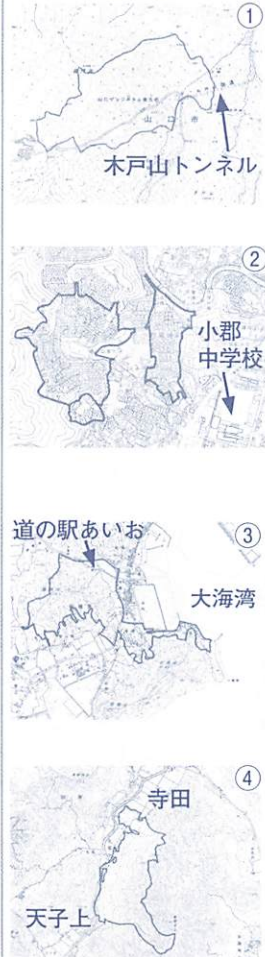 ①
木戸山トンネル
②
小郡
中学校
道の駅あいお
③
大海湾
④
寺田
天子上